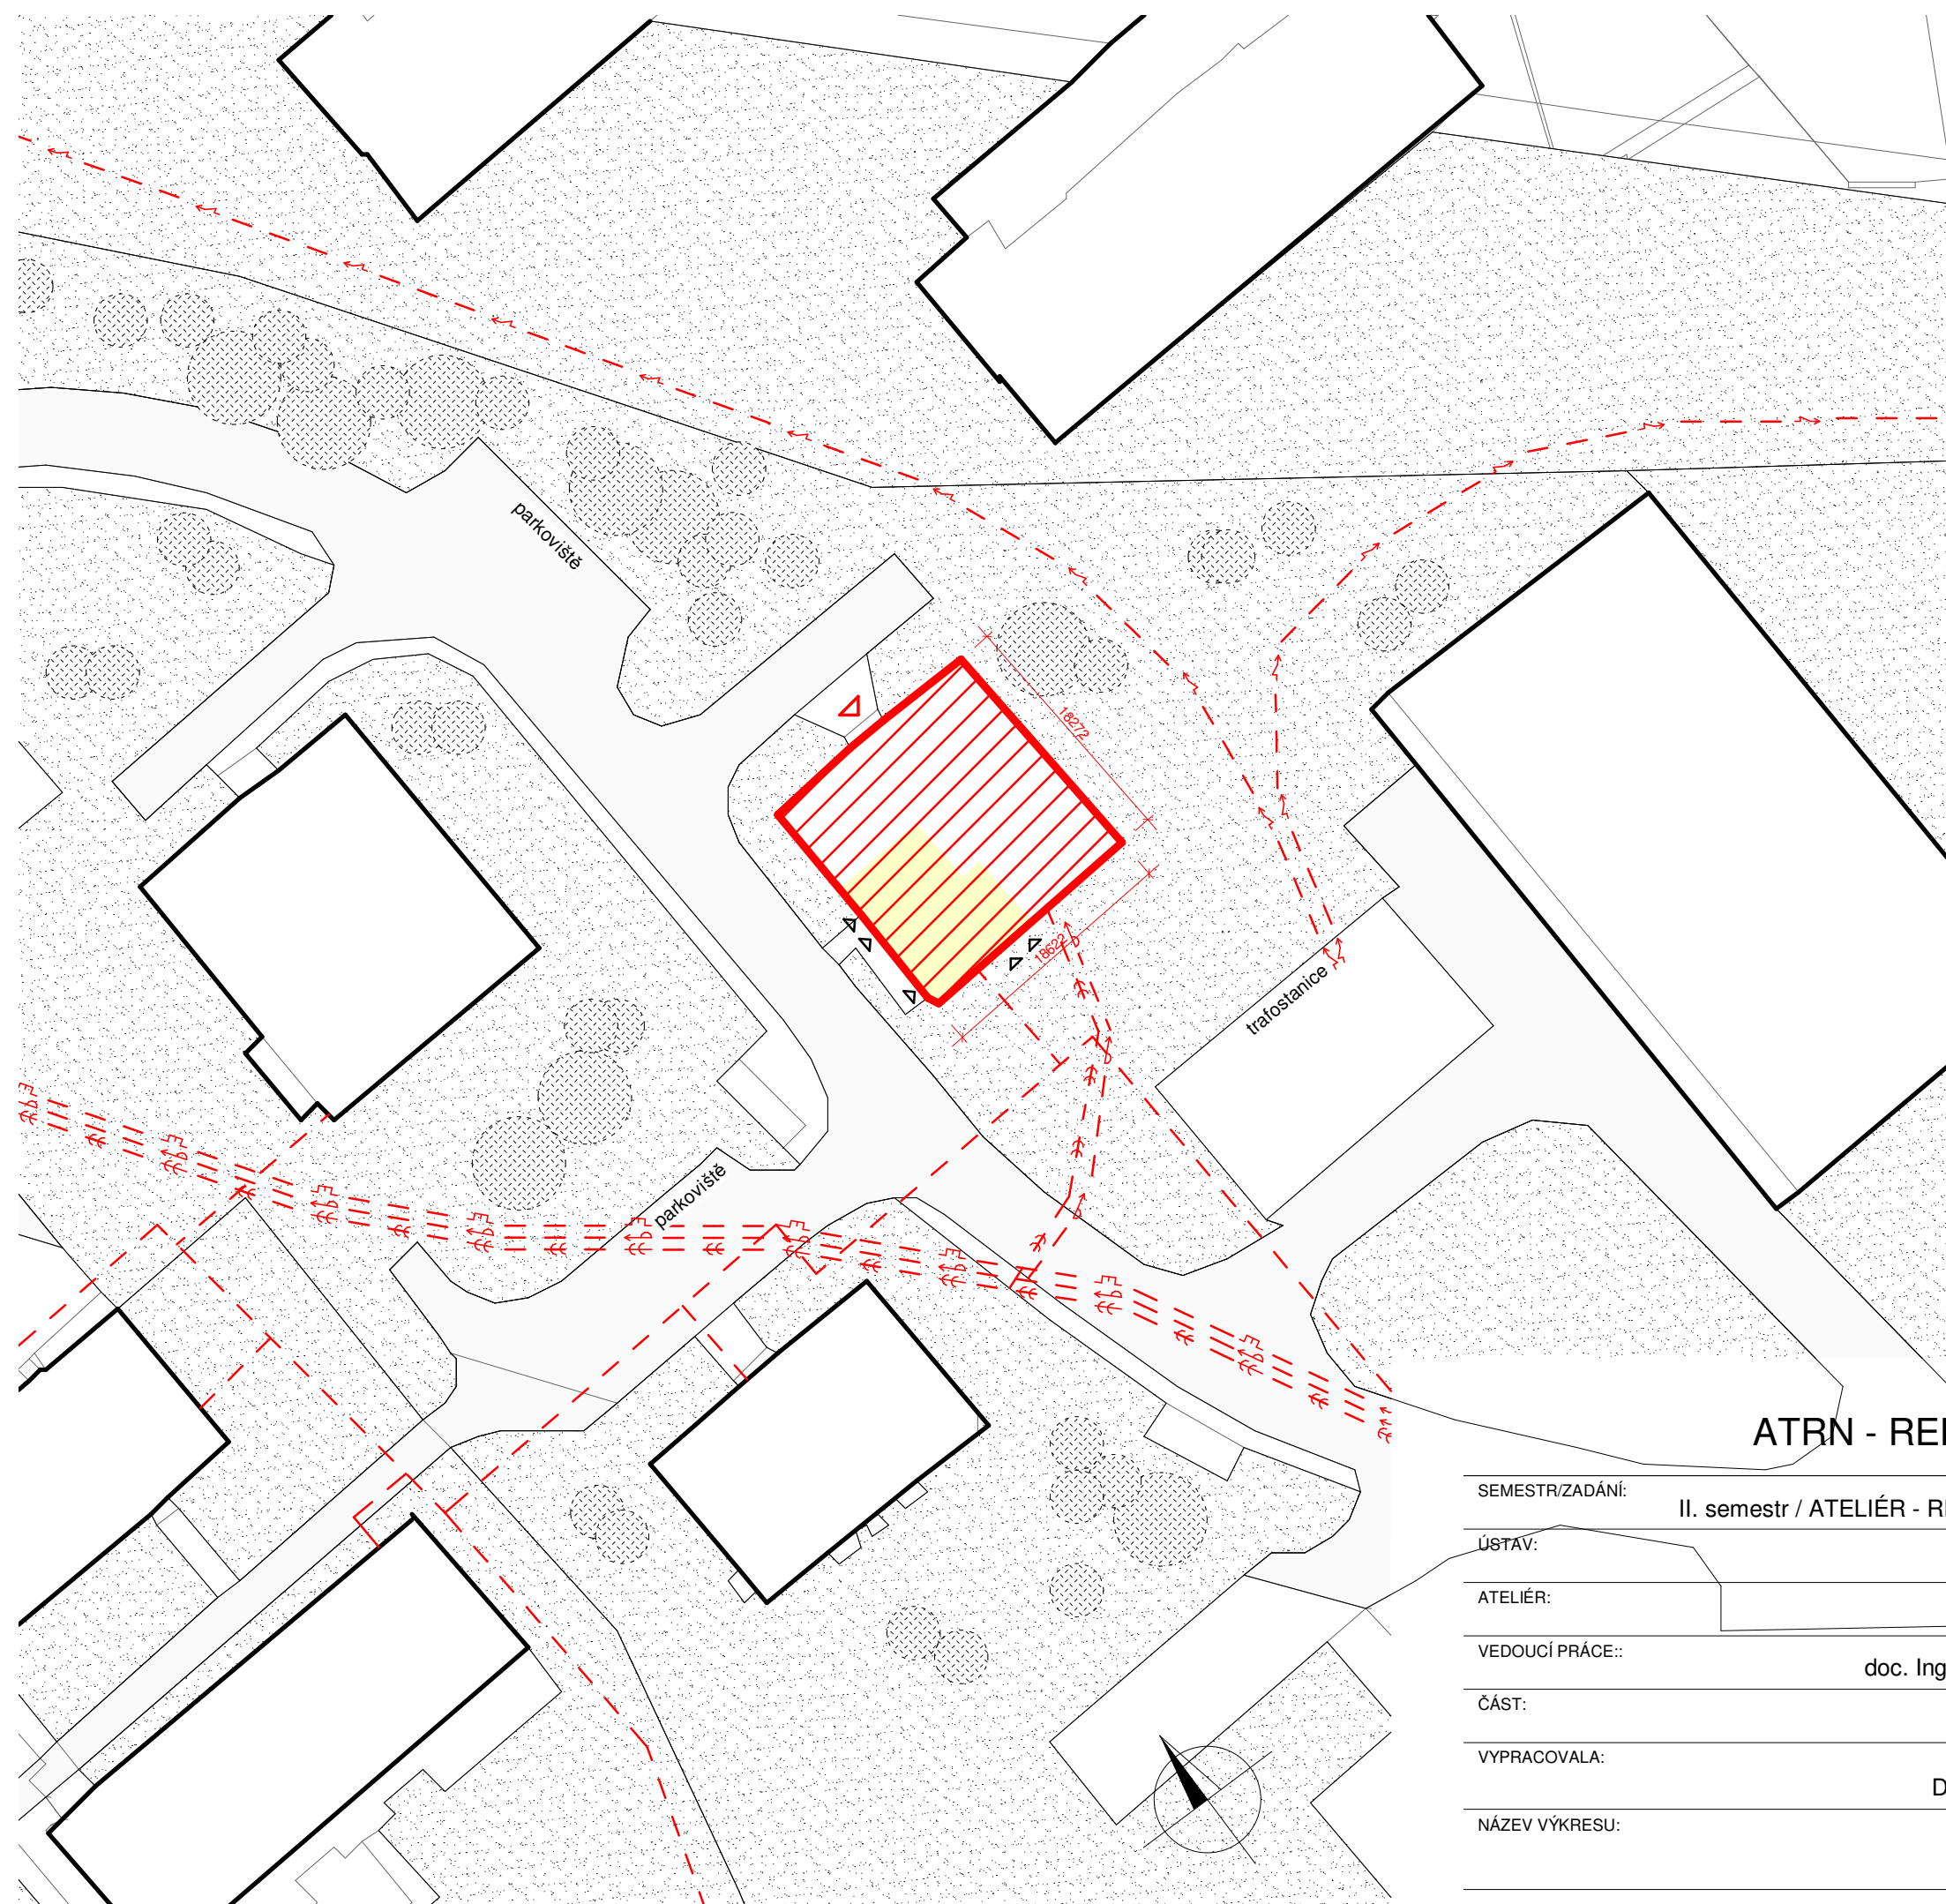 parkoviště
18272
18622
trafostanice
parkoviště
ATRN - REI
SEMESTR/ZADÁNÍ:
II. semestr / ATELIÉR - RI
ÚSTAV:
ATELIÉR:
VEDOUCÍ PRÁCE::
doc. Ing
ČÁST:
VYPRACOVALA:
D
NÁZEV VÝKRESU: